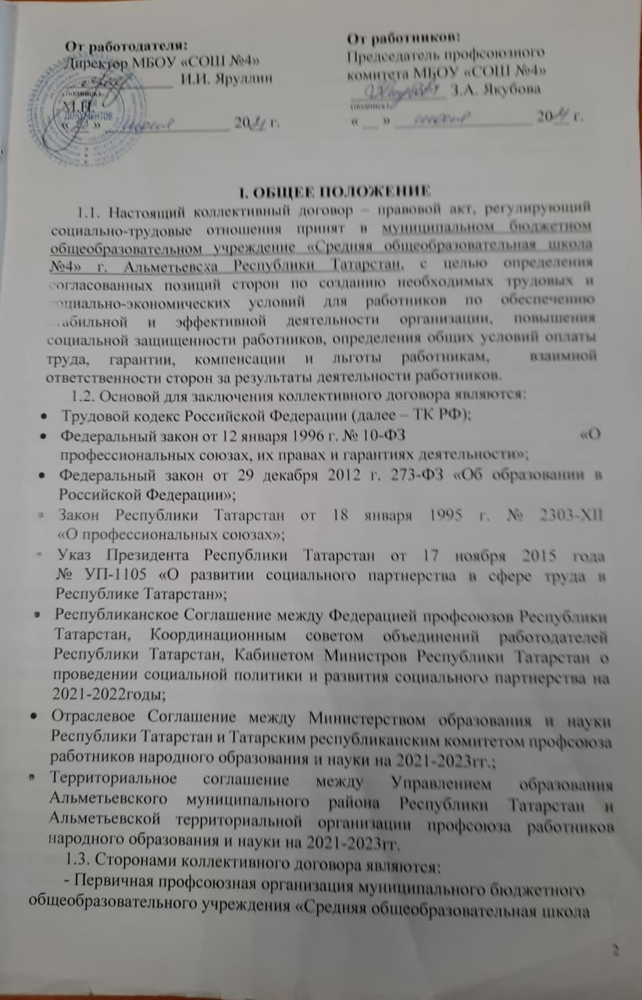 От работодателя:
Директор МБОУ «СОШ №4»
И.И. Яруллин
(подпись)
М.П.
ДОКУМЕНТОВ
« » 2021 г.
От работников:
Председатель профсоюзного
комитета МБОУ «СОШ №4»
З.А. Якубова
(подпись)
« » 2021 г.
I. ОБЩЕЕ ПОЛОЖЕНИЕ
1.1. Настоящий коллективный договор – правовой акт, регулирующий
социально-трудовые отношения принят в муниципальном бюджетном
общеобразовательном учреждение «Средняя общеобразовательная школа
№4» г. Альметьевска Республики Татарстан, с целью определения
согласованных позиций сторон по созданию необходимых трудовых и
социально-экономических условий для работников по обеспечению
стабильной и эффективной деятельности организации, повышения
социальной защищенности работников, определения общих условий оплаты
труда, гарантии, компенсации и льготы работникам, взаимной
ответственности сторон за результаты деятельности работников.
1.2. Основой для заключения коллективного договора являются:
• Трудовой кодекс Российской Федерации (далее – ТК РФ);
• Федеральный закон от 12 января 1996 г. № 10-ФЗ «О
профессиональных союзах, их правах и гарантиях деятельности»;
• Федеральный закон от 29 декабря 2012 г. 273-ФЗ «Об образовании в
Российской Федерации»;
• Закон Республики Татарстан от 18 января 1995 г. № 2303-XII
«О профессиональных союзах»;
• Указ Президента Республики Татарстан от 17 ноября 2015 года
№ УП-1105 «О развитии социального партнерства в сфере труда в
Республике Татарстан»;
• Республиканское Соглашение между Федерацией профсоюзов Республики
Татарстан, Координационным советом объединений работодателей
Республики Татарстан, Кабинетом Министров Республики Татарстан о
проведении социальной политики и развития социального партнерства на
2021-2022годы;
• Отраслевое Соглашение между Министерством образования и науки
Республики Татарстан и Татарским республиканским комитетом профсоюза
работников народного образования и науки на 2021-2023гг.;
• Территориальное соглашение между Управлением образования
Альметьевского муниципального района Республики Татарстан и
Альметьевской территориальной организации профсоюза работников
народного образования и науки на 2021-2023гг.
1.3. Сторонами коллективного договора являются:
- Первичная профсоюзная организация муниципального бюджетного
общеобразовательного учреждения «Средняя общеобразовательная школа
2